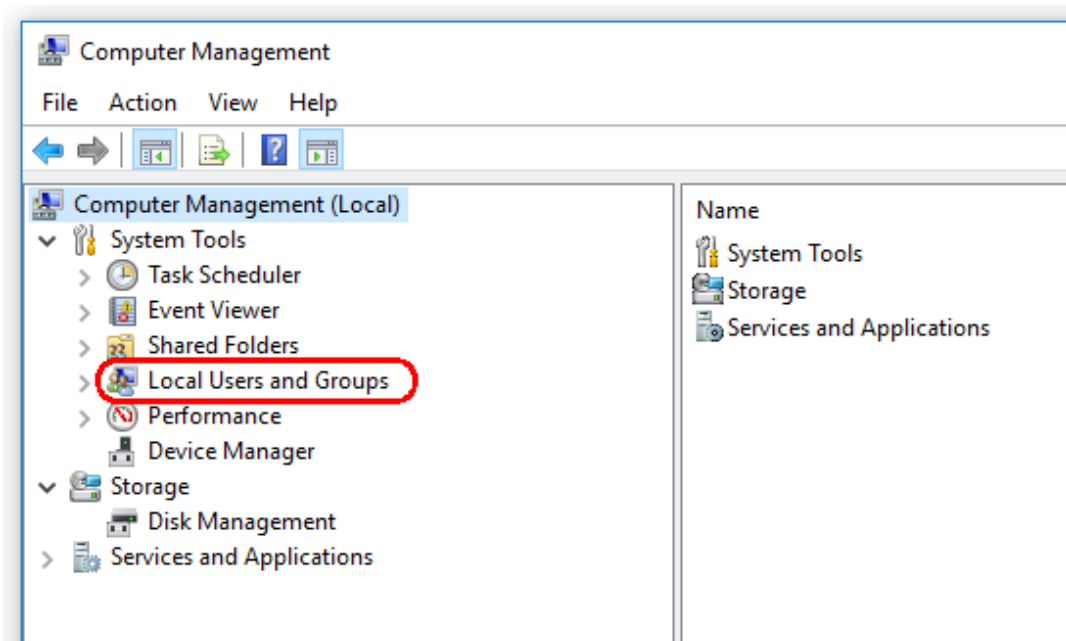 Computer Management
File Action View Help
Computer Management (Local)
System Tools
Task Scheduler
Event Viewer
Shared Folders
Local Users and Groups
Performance
Device Manager
Storage
Disk Management
Services and Applications
Name
System Tools
Storage
Services and Applications